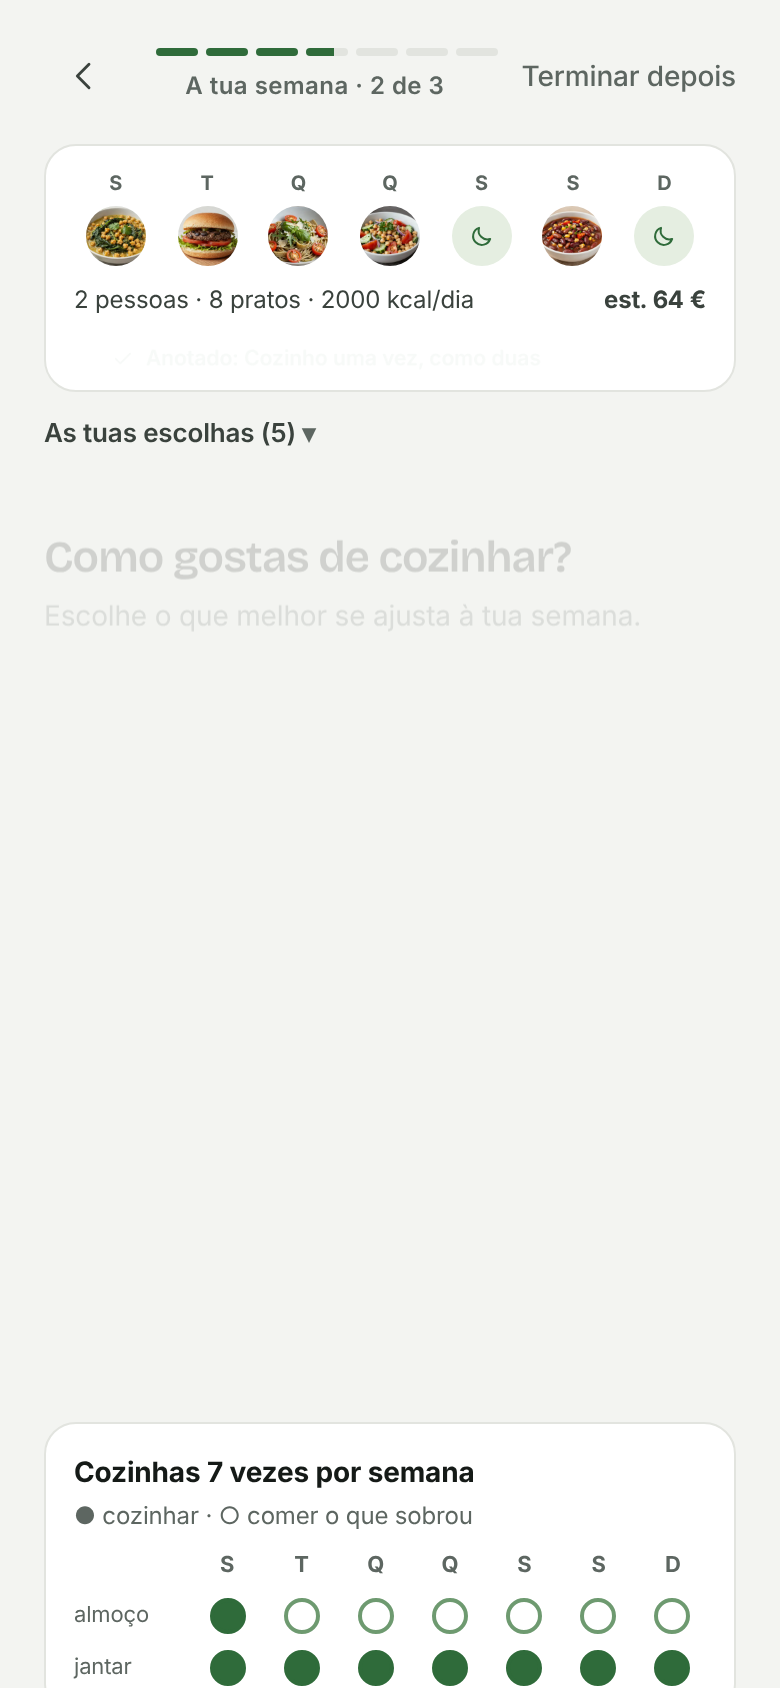 A tua semana · 2 de 3
Terminar depois
S T Q Q S S D
2 pessoas · 8 pratos · 2000 kcal/dia
est. 64 €
Anotado: Cozinho uma vez, como duas
As tuas escolhas (5) ▾
Como gostas de cozinhar?
Escolhe o que melhor se ajusta à tua semana.
Cozinhas 7 vezes por semana
● cozinhar · ○ comer o que sobrou
S T Q Q S S D
almoço
jantar